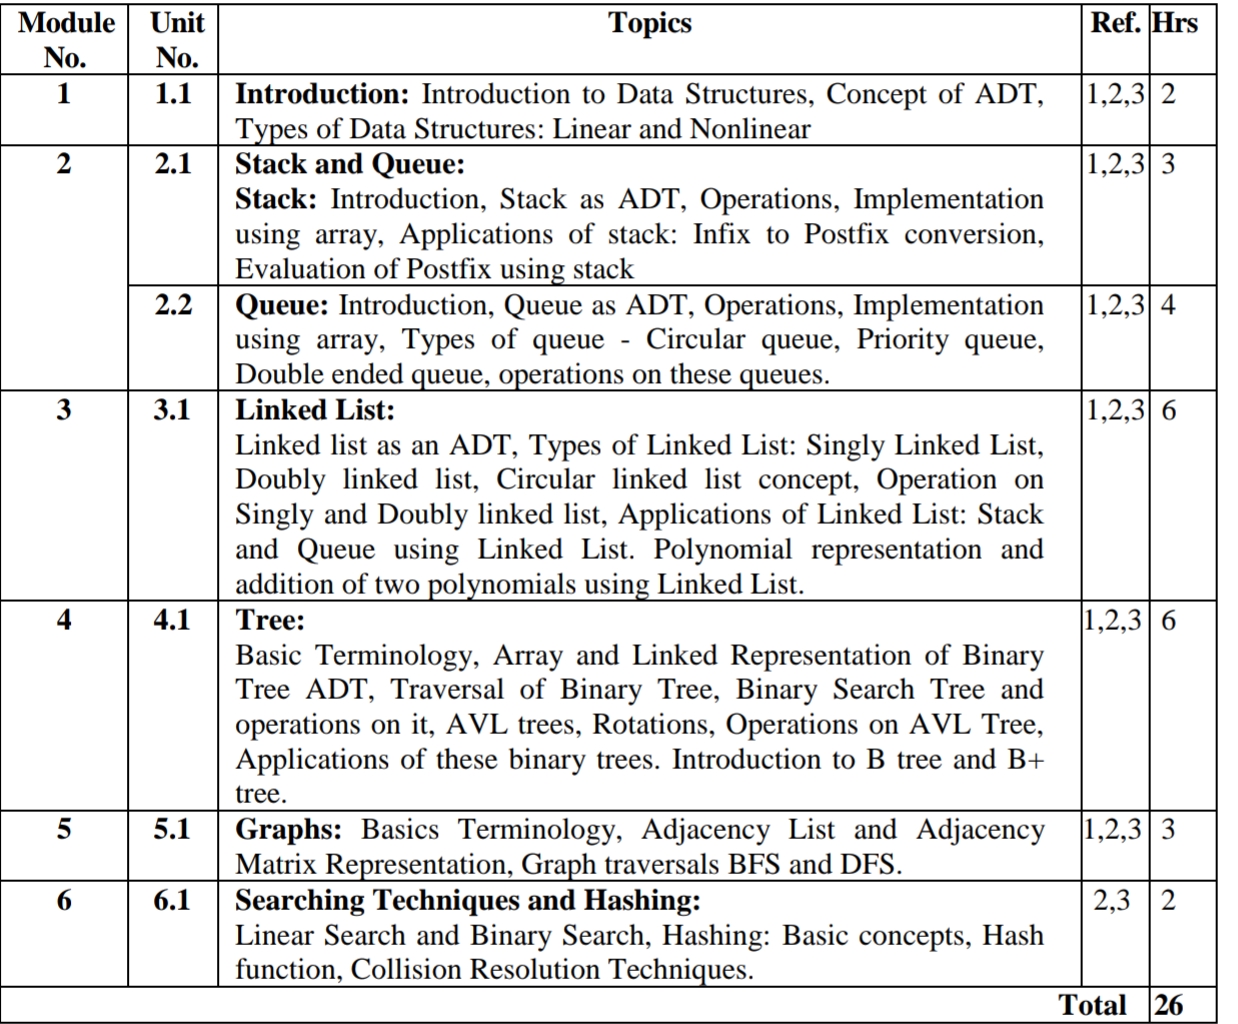 Module Unit Topics Ref. Hrs
No. No.
1 1.1 Introduction: Introduction to Data Structures, Concept of ADT, 1,2,3 2
Types of Data Structures: Linear and Nonlinear
2 2.1 Stack and Queue: 1,2,3 3
Stack: Introduction, Stack as ADT, Operations, Implementation
using array, Applications of stack: Infix to Postfix conversion,
Evaluation of Postfix using stack
2.2 Queue: Introduction, Queue as ADT, Operations, Implementation 1,2,3 4
using array, Types of queue - Circular queue, Priority queue,
Double ended queue, operations on these queues.
3 3.1 Linked List: 1,2,3 6
Linked list as an ADT, Types of Linked List: Singly Linked List,
Doubly linked list, Circular linked list concept, Operation on
Singly and Doubly linked list, Applications of Linked List: Stack
and Queue using Linked List. Polynomial representation and
addition of two polynomials using Linked List.
4 4.1 Tree: 1,2,3 6
Basic Terminology, Array and Linked Representation of Binary
Tree ADT, Traversal of Binary Tree, Binary Search Tree and
operations on it, AVL trees, Rotations, Operations on AVL Tree,
Applications of these binary trees. Introduction to B tree and B+
tree.
5 5.1 Graphs: Basics Terminology, Adjacency List and Adjacency 1,2,3 3
Matrix Representation, Graph traversals BFS and DFS.
6 6.1 Searching Techniques and Hashing: 2,3 2
Linear Search and Binary Search, Hashing: Basic concepts, Hash
function, Collision Resolution Techniques.
Total 26